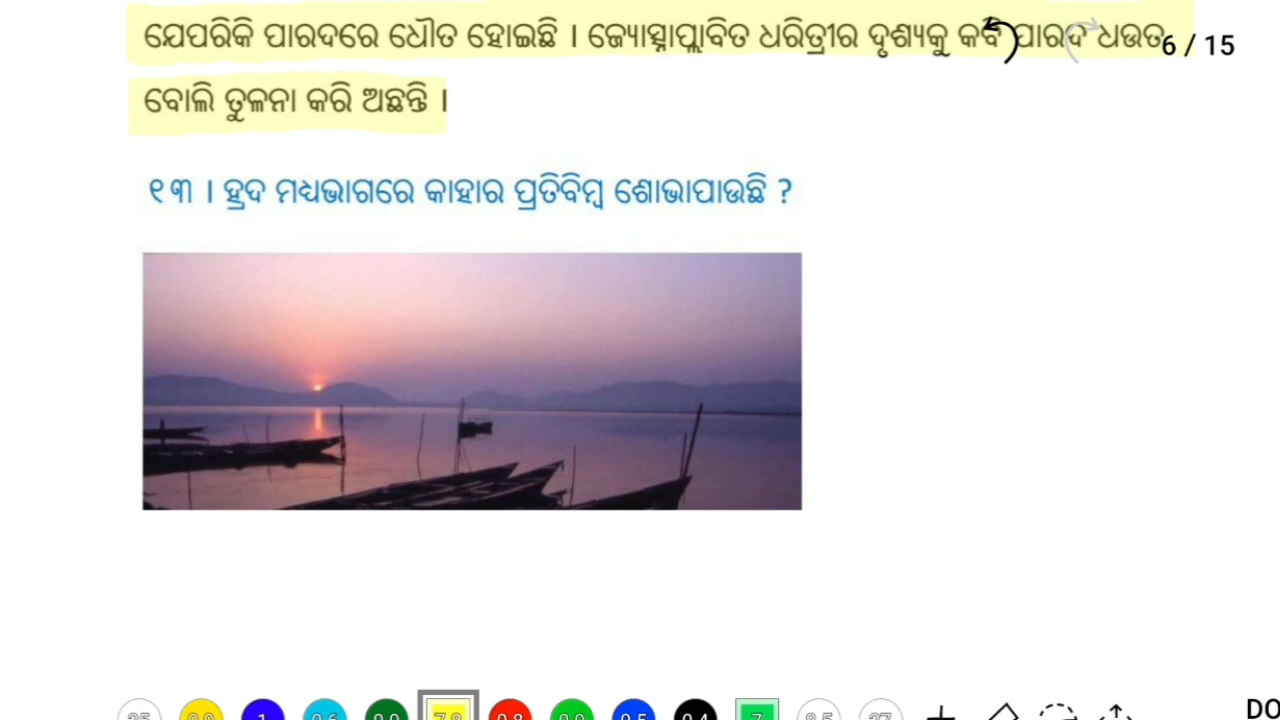 ଯେପରିକି ପାରଦରେ ଧୌତ ହୋଇଛି । ଜ୍ୟୋତ୍ସ୍ନାପ୍ଲାବିତ ଧରିତ୍ରୀର ଦୃଶ୍ୟକୁ କବି ପାରଦ ଧଉତ
6 / 15
ବୋଲି ତୁଳନା କରି ଅଛନ୍ତି ।
୧୩ । ହ୍ରଦ ମଧ୍ୟଭାଗରେ କାହାର ପ୍ରତିବିମ୍ବ ଶୋଭାପାଉଛି ?